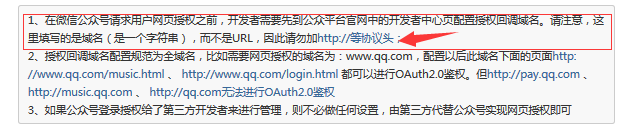 1、在微信公众号请求用户网页授权之前，开发者需要先到公众平台官网中的开发者中心页配置授权回调域名。请注意，这
里填写的是域名（是一个字符串），而不是URL，因此请勿加http://等协议头；
2、授权回调域名配置规范为全域名，比如需要网页授权的域名为：www.qq.com，配置以后此域名下面的页面http:
//www.qq.com/music.html 、 http://www.qq.com/login.html 都可以进行OAuth2.0鉴权。但http://pay.qq.com 、
http://music.qq.com 、 http://qq.com无法进行OAuth2.0鉴权
3、如果公众号登录授权给了第三方开发者来进行管理，则不必做任何设置，由第三方代替公众号实现网页授权即可